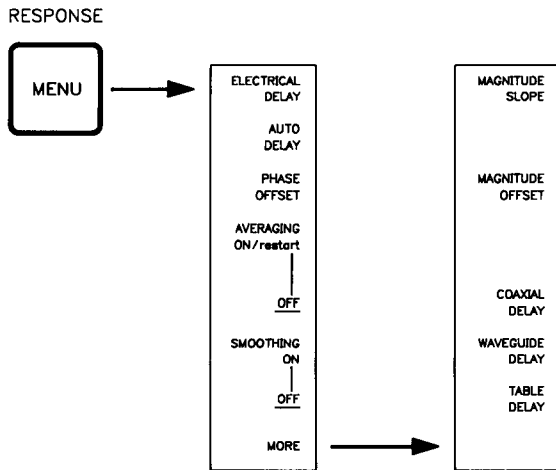 RESPONSE
MENU
ELECTRICAL
DELAY
AUTO
DELAY
PHASE
OFFSET
AVERAGING
ON/restart
OFF
SMOOTHING
ON
OFF
MORE
MAGNITUDE
SLOPE
MAGNITUDE
OFFSET
COAXIAL
DELAY
WAVEGUIDE
DELAY
TABLE
DELAY